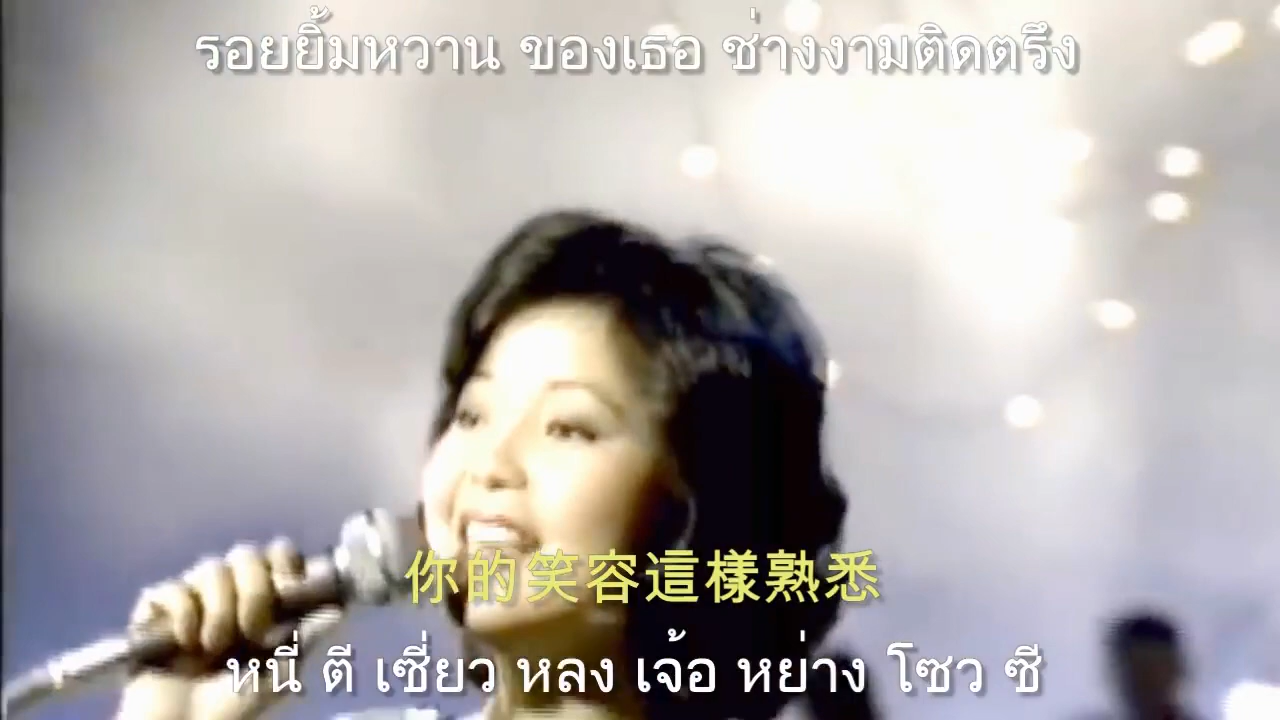 รอยยิ้มหวาน ของเธอ ช่างงามติดตรึง
你的笑容這樣熟悉
หนี่ ตี เซี่ยว หลง เจ้อ หย่าง โซว ซี